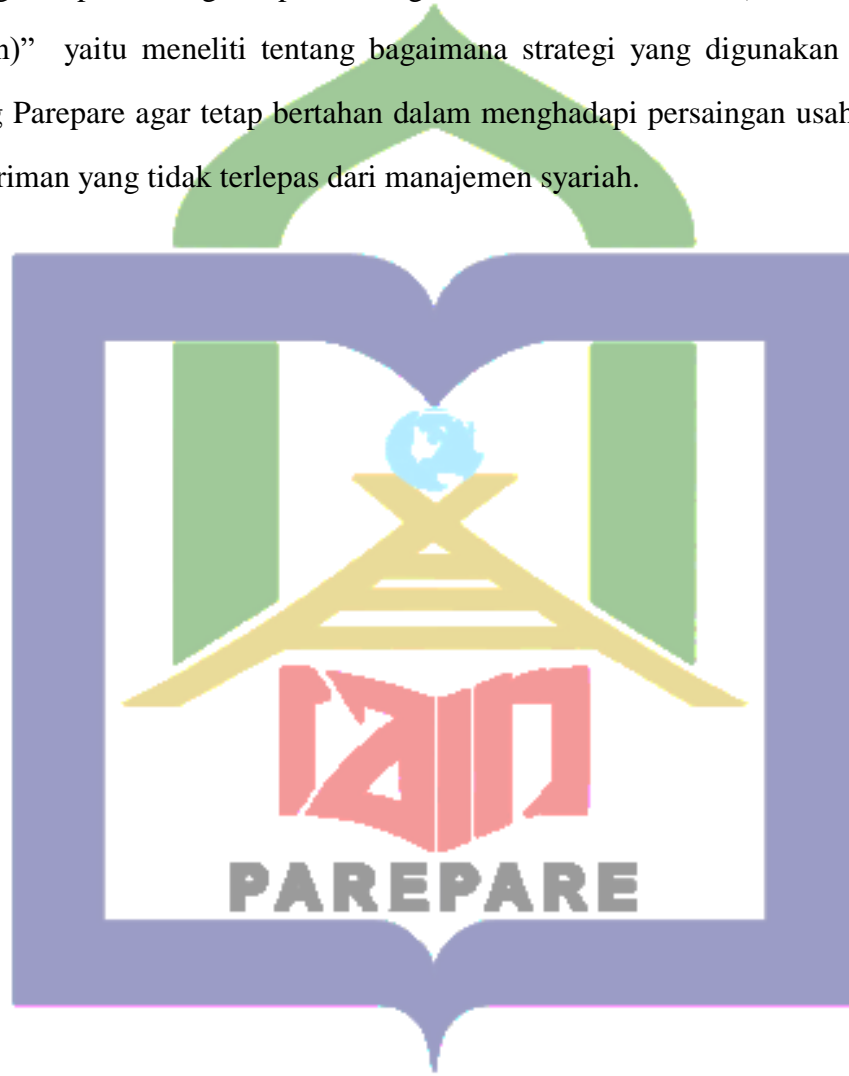 n)” yaitu meneliti tentang bagaimana strategi yang digunakan
g Parepare agar tetap bertahan dalam menghadapi persaingan usah
riman yang tidak terlepas dari manajemen syariah.
iain
PAREPARE